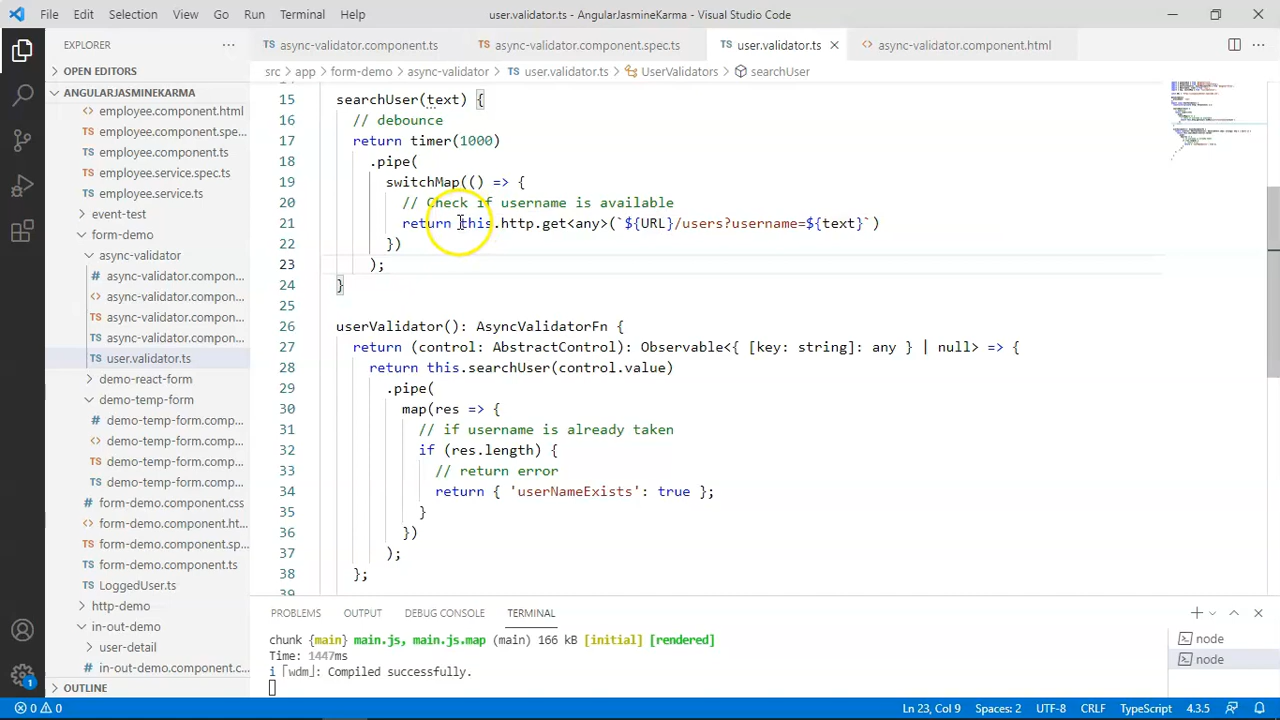 File Edit Selection View Go Run Terminal Help user.validator.ts - AngularJasmineKarma - Visual Studio Code
EXPLORER
async-validator.component.ts async-validator.component.spec.ts user.validator.ts async-validator.component.html
OPEN EDITORS
src > app > form-demo > async-validator > user.validator.ts > UserValidators > searchUser
ANGULARJASMINEKARMA
employee.component.html
employee.component.spe...
employee.component.ts
employee.service.spec.ts
employee.service.ts
event-test
form-demo
async-validator
async-validator.compon...
async-validator.compon...
async-validator.compon...
async-validator.compon...
user.validator.ts
demo-react-form
demo-temp-form
demo-temp-form.comp...
demo-temp-form.comp...
demo-temp-form.comp...
demo-temp-form.comp...
form-demo.component.css
form-demo.component.ht...
form-demo.component.sp...
form-demo.component.ts
LoggedUser.ts
http-demo
in-out-demo
user-detail
in-out-demo.component.c...
OUTLINE
15 searchUser(text) {
16 // debounce
17 return timer(1000)
18 .pipe(
19 switchMap(() => {
20 // Check if username is available
21 return this.http.get<any>(`${URL}/users?username=${text}`)
22 })
23 );
24 }
25
26 userValidator(): AsyncValidatorFn {
27 return (control: AbstractControl): Observable<{ [key: string]: any } | null> => {
28 return this.searchUser(control.value)
29 .pipe(
30 map(res => {
31 // if username is already taken
32 if (res.length) {
33 // return error
34 return { 'userNameExists': true };
35 }
36 })
37 );
38 };
PROBLEMS OUTPUT DEBUG CONSOLE TERMINAL
chunk {main} main.js, main.js.map (main) 166 kB [initial] [rendered]
Time: 1447ms
i ｢wdm｣: Compiled successfully.
node
node
1
0 0 Ln 23, Col 9 Spaces: 2 UTF-8 CRLF TypeScript 4.3.5